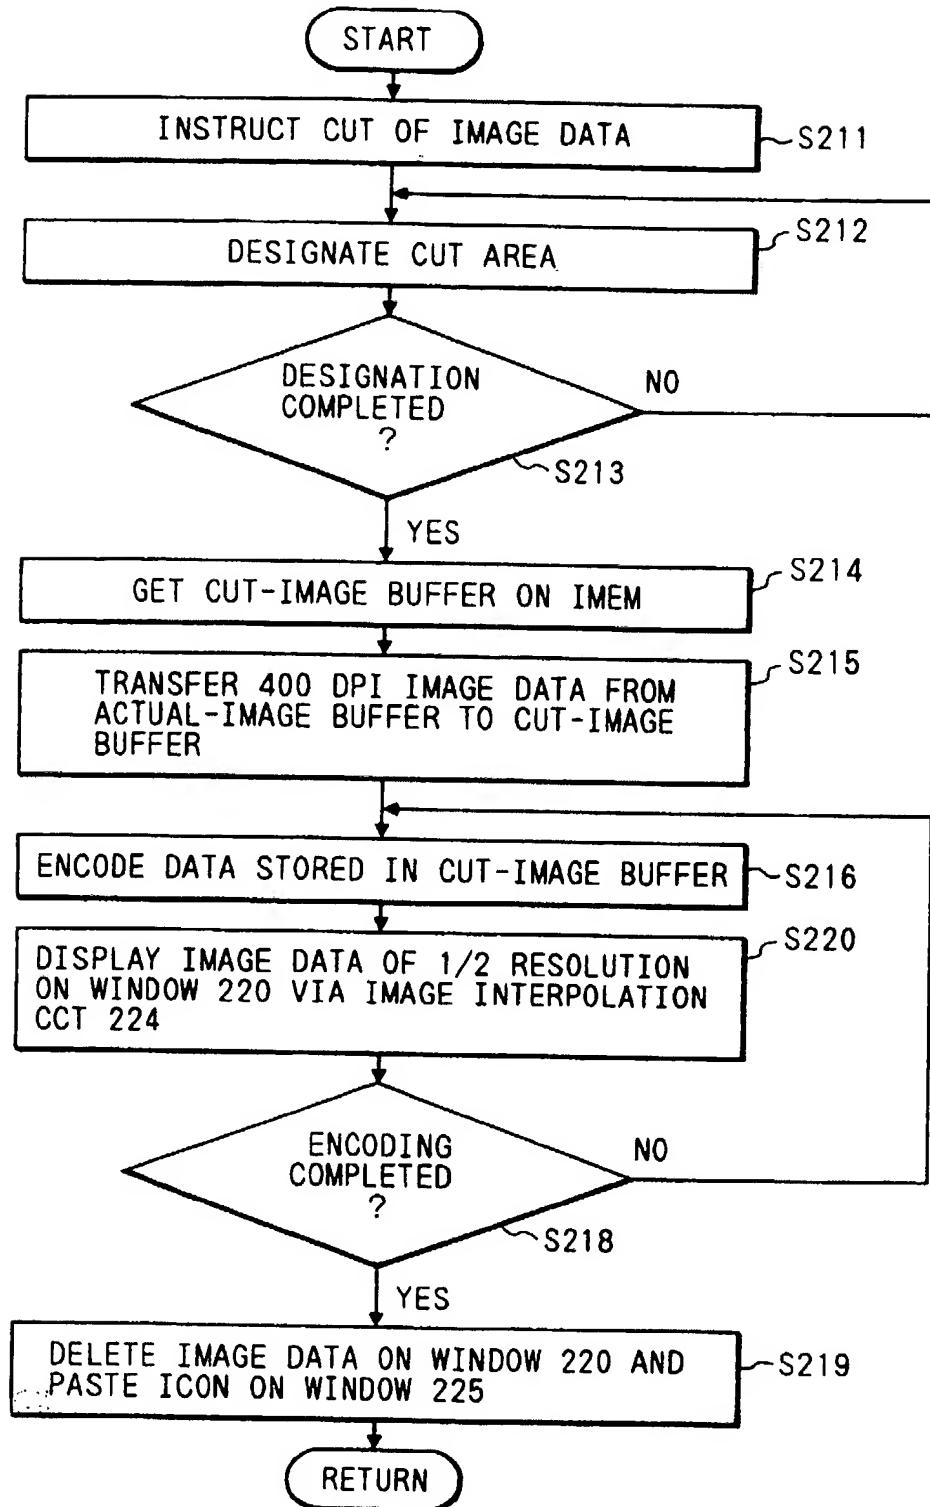 START
INSTRUCT CUT OF IMAGE DATA
S211
S212
DESIGNATE CUT AREA
DESIGNATION
COMPLETED
?
NO
S213
YES
S214
GET CUT-IMAGE BUFFER ON IMEM
S215
TRANSFER 400 DPI IMAGE DATA FROM
ACTUAL-IMAGE BUFFER TO CUT-IMAGE
BUFFER
ENCODE DATA STORED IN CUT-IMAGE BUFFER
S216
S220
DISPLAY IMAGE DATA OF 1/2 RESOLUTION
ON WINDOW 220 VIA IMAGE INTERPOLATION
CCT 224
ENCODING
COMPLETED
?
NO
S218
YES
DELETE IMAGE DATA ON WINDOW 220 AND
PASTE ICON ON WINDOW 225
S219
RETURN